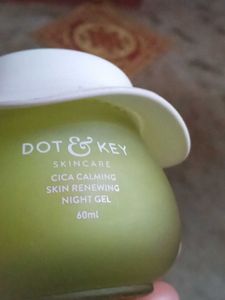 DOT & KEY
SKINCARE
CICA CALMING
SKIN RENEWING
NIGHT GEL
60ml